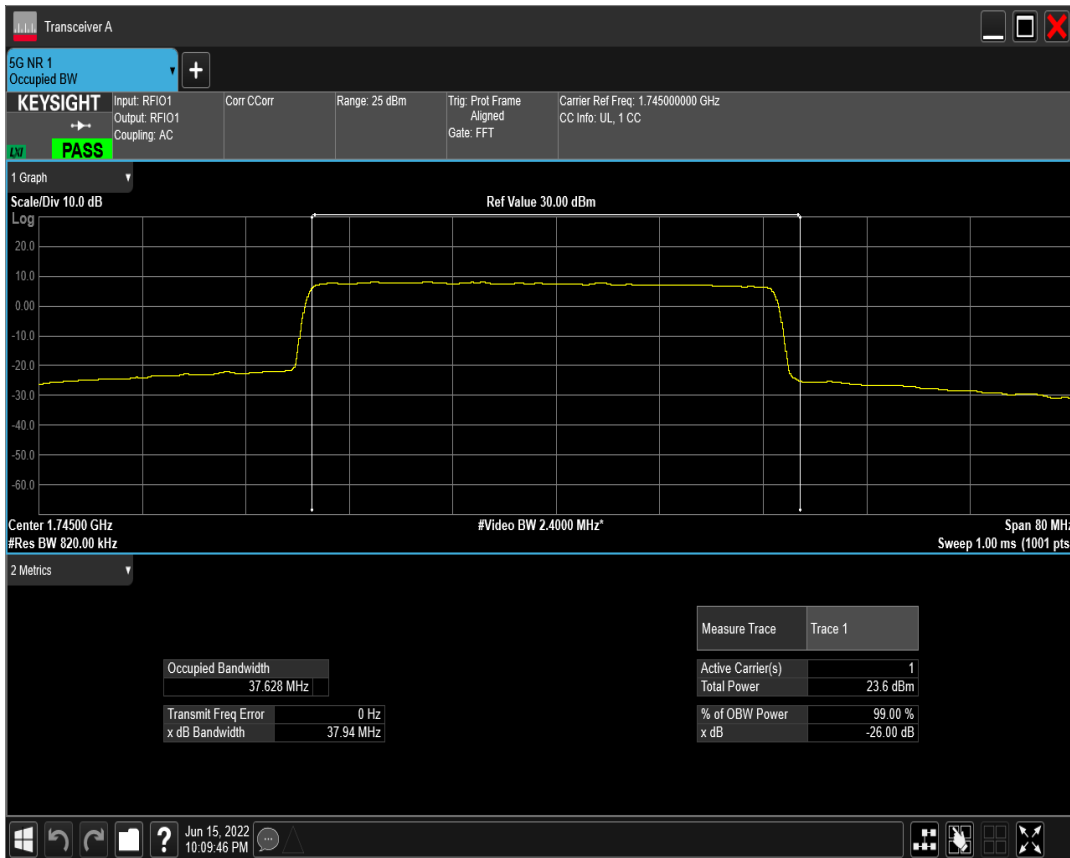 Transceiver A
5G NR 1
Occupied BW
+
KEYSIGHT
LXI
PASS
Input: RFIO1
Output: RFIO1
Coupling: AC
Corr CCorr
Range: 25 dBm
Trig: Prot Frame
Aligned
Gate: FFT
Carrier Ref Freq: 1.745000000 GHz
CC Info: UL, 1 CC
1 Graph
Scale/Div 10.0 dB
Ref Value 30.00 dBm
Log
20.0
10.0
0.00
-10.0
-20.0
-30.0
-40.0
-50.0
-60.0
Center 1.74500 GHz
#Video BW 2.4000 MHz*
Span 80 MHz
#Res BW 820.00 kHz
Sweep 1.00 ms (1001 pts
2 Metrics
Measure Trace Trace 1
Occupied Bandwidth
37.628 MHz
Active Carrier(s) 1
Total Power 23.6 dBm
Transmit Freq Error 0 Hz
x dB Bandwidth 37.94 MHz
% of OBW Power 99.00 %
x dB -26.00 dB
?
Jun 15, 2022
10:09:46 PM